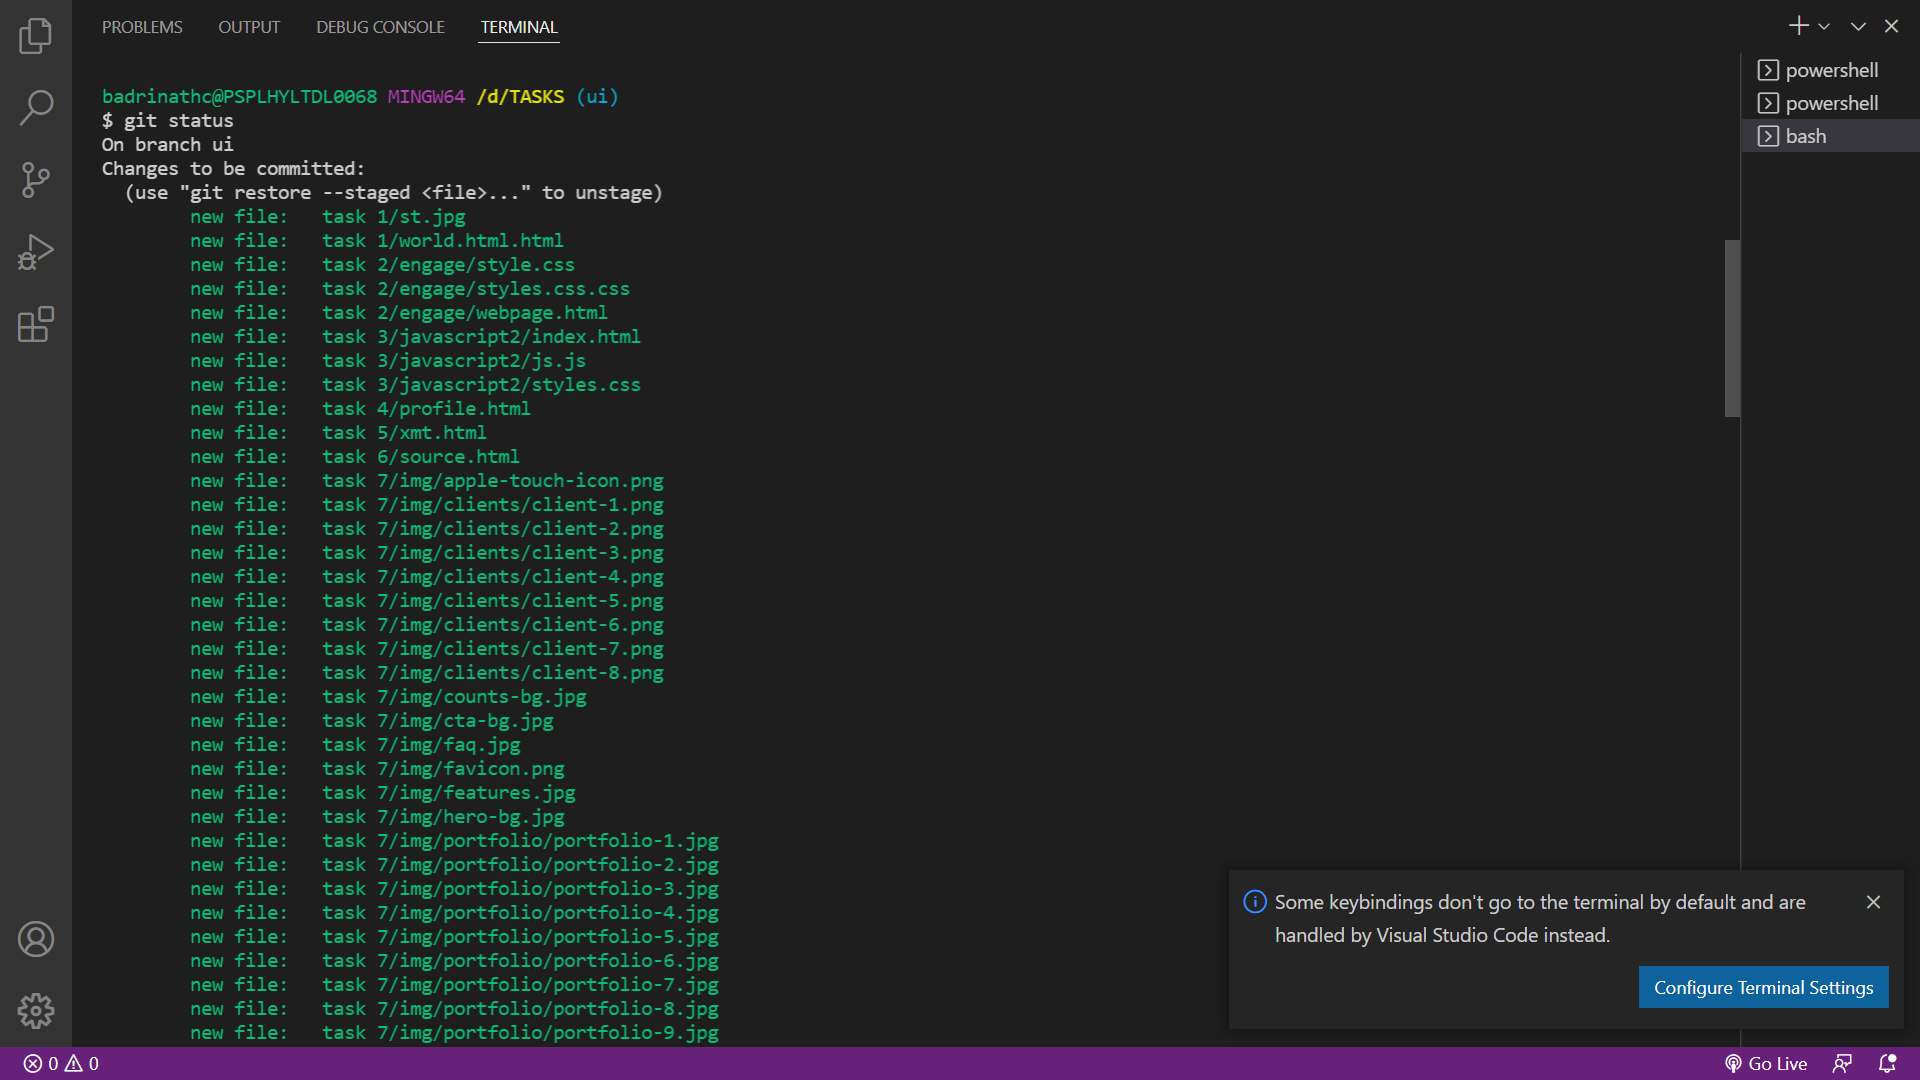 PROBLEMS OUTPUT DEBUG CONSOLE TERMINAL
badrinathc@PSPLHYLTDL0068 MINGW64 /d/TASKS (ui)
$ git status
On branch ui
Changes to be committed:
(use "git restore --staged <file>..." to unstage)
new file: task 1/st.jpg
new file: task 1/world.html.html
new file: task 2/engage/style.css
new file: task 2/engage/styles.css.css
new file: task 2/engage/webpage.html
new file: task 3/javascript2/index.html
new file: task 3/javascript2/js.js
new file: task 3/javascript2/styles.css
new file: task 4/profile.html
new file: task 5/xmt.html
new file: task 6/source.html
new file: task 7/img/apple-touch-icon.png
new file: task 7/img/clients/client-1.png
new file: task 7/img/clients/client-2.png
new file: task 7/img/clients/client-3.png
new file: task 7/img/clients/client-4.png
new file: task 7/img/clients/client-5.png
new file: task 7/img/clients/client-6.png
new file: task 7/img/clients/client-7.png
new file: task 7/img/clients/client-8.png
new file: task 7/img/counts-bg.jpg
new file: task 7/img/cta-bg.jpg
new file: task 7/img/faq.jpg
new file: task 7/img/favicon.png
new file: task 7/img/features.jpg
new file: task 7/img/hero-bg.jpg
new file: task 7/img/portfolio/portfolio-1.jpg
new file: task 7/img/portfolio/portfolio-2.jpg
new file: task 7/img/portfolio/portfolio-3.jpg
new file: task 7/img/portfolio/portfolio-4.jpg
new file: task 7/img/portfolio/portfolio-5.jpg
new file: task 7/img/portfolio/portfolio-6.jpg
new file: task 7/img/portfolio/portfolio-7.jpg
new file: task 7/img/portfolio/portfolio-8.jpg
new file: task 7/img/portfolio/portfolio-9.jpg
powershell
powershell
bash
Some keybindings don't go to the terminal by default and are
handled by Visual Studio Code instead.
Configure Terminal Settings
0 0
Go Live